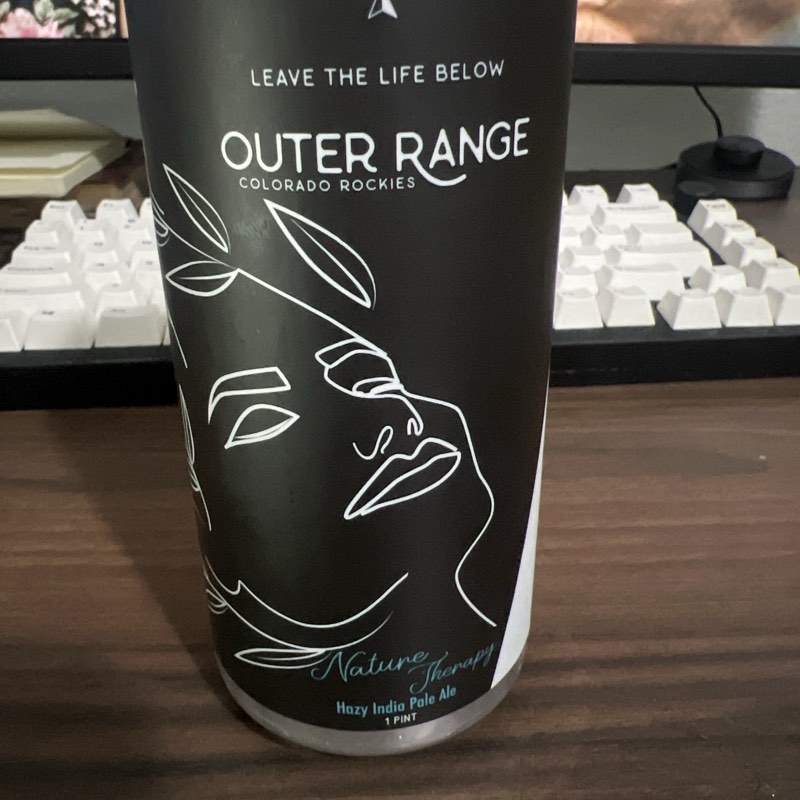 LEAVE THE LIFE BELOW
OUTER RANGE
COLORADO ROCKIES
Nature Therapy
Hazy India Pale Ale
1 PINT